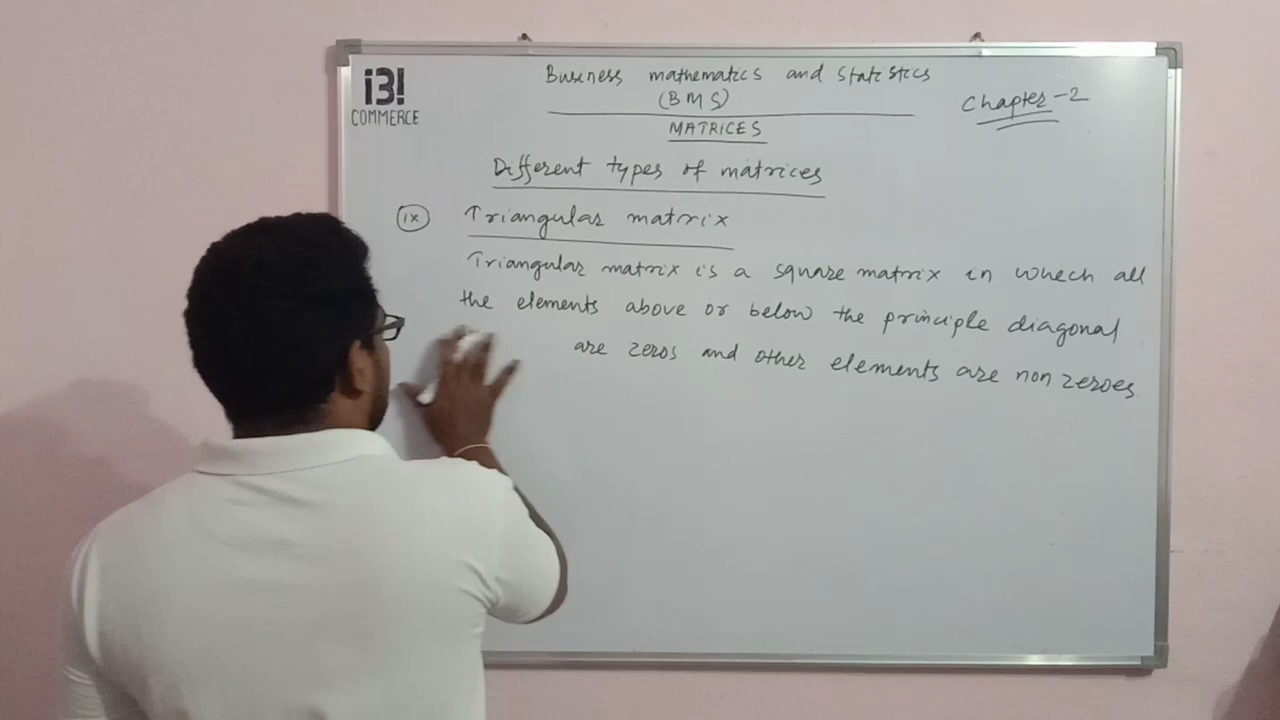 i3!
COMMERCE
Business mathematics and Statistics
(BMS)
Chapter-2
MATRICES
Different types of matrices
ix Triangular matrix
Triangular matrix is a square matrix in which all
the elements above or below the principle diagonal
are zeros and other elements are non zeroes